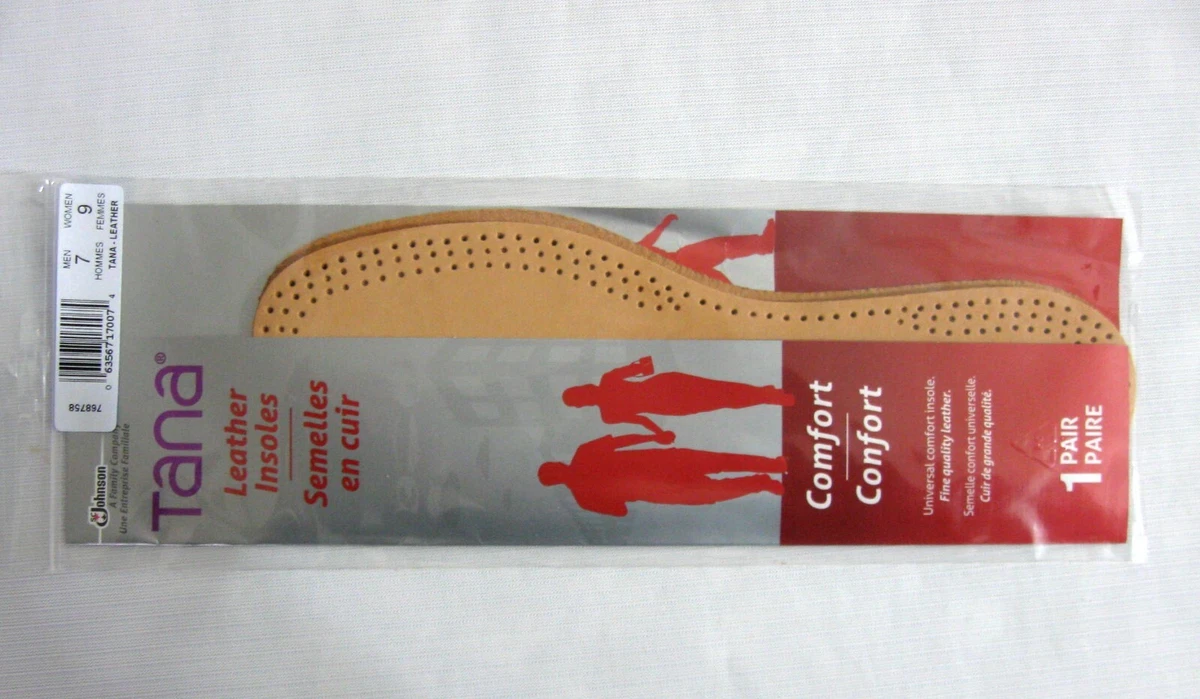 MEN WOMEN
7 9
HOMMES FEMMES
TANA - LEATHER
0 63567 17007 4
768758
SC Johnson
A Family Company
Une Entreprise Familiale
Tana®
Leather
Insoles
Semelles
en cuir
Comfort
Confort
Universal comfort insole.
Fine quality leather.
Semelle confort universelle.
Cuir de grande qualité.
1 PAIR
PAIRE